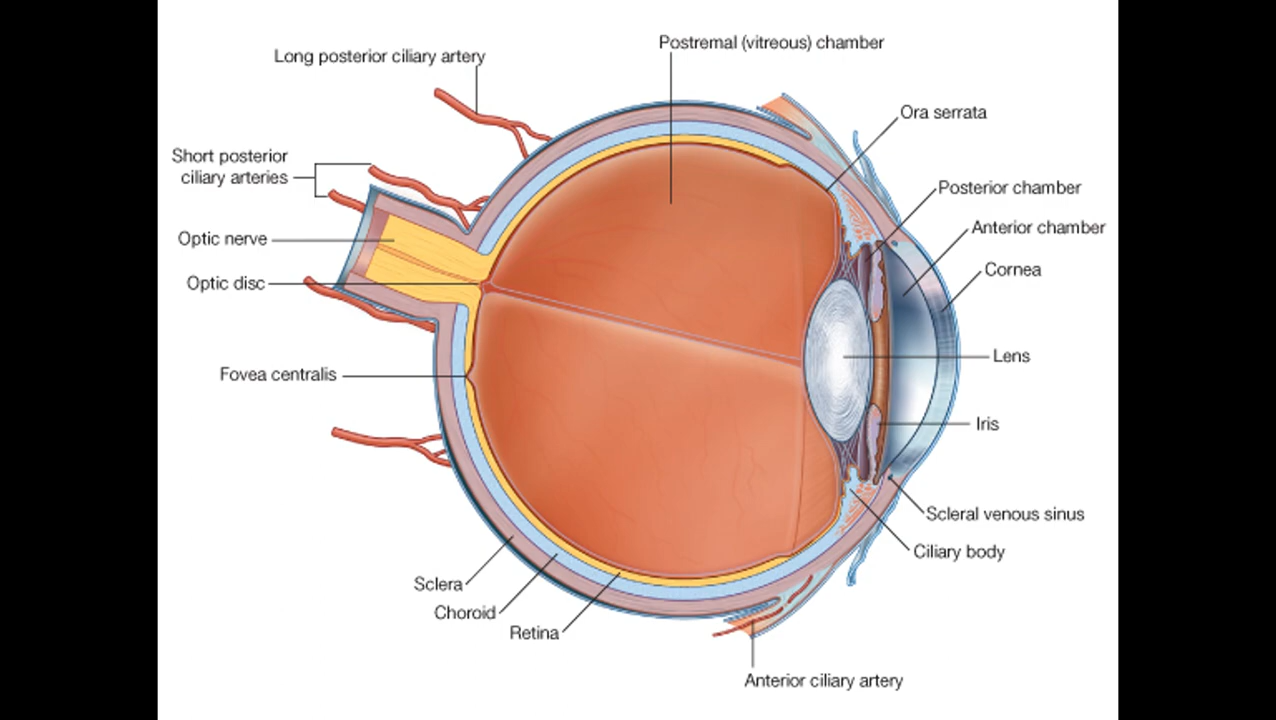 Postremal (vitreous) chamber
Long posterior ciliary artery
Ora serrata
Short posterior
ciliary arteries
Posterior chamber
Anterior chamber
Optic nerve
Cornea
Optic disc
Lens
Fovea centralis
Iris
Scleral venous sinus
Ciliary body
Sclera
Choroid
Retina
Anterior ciliary artery